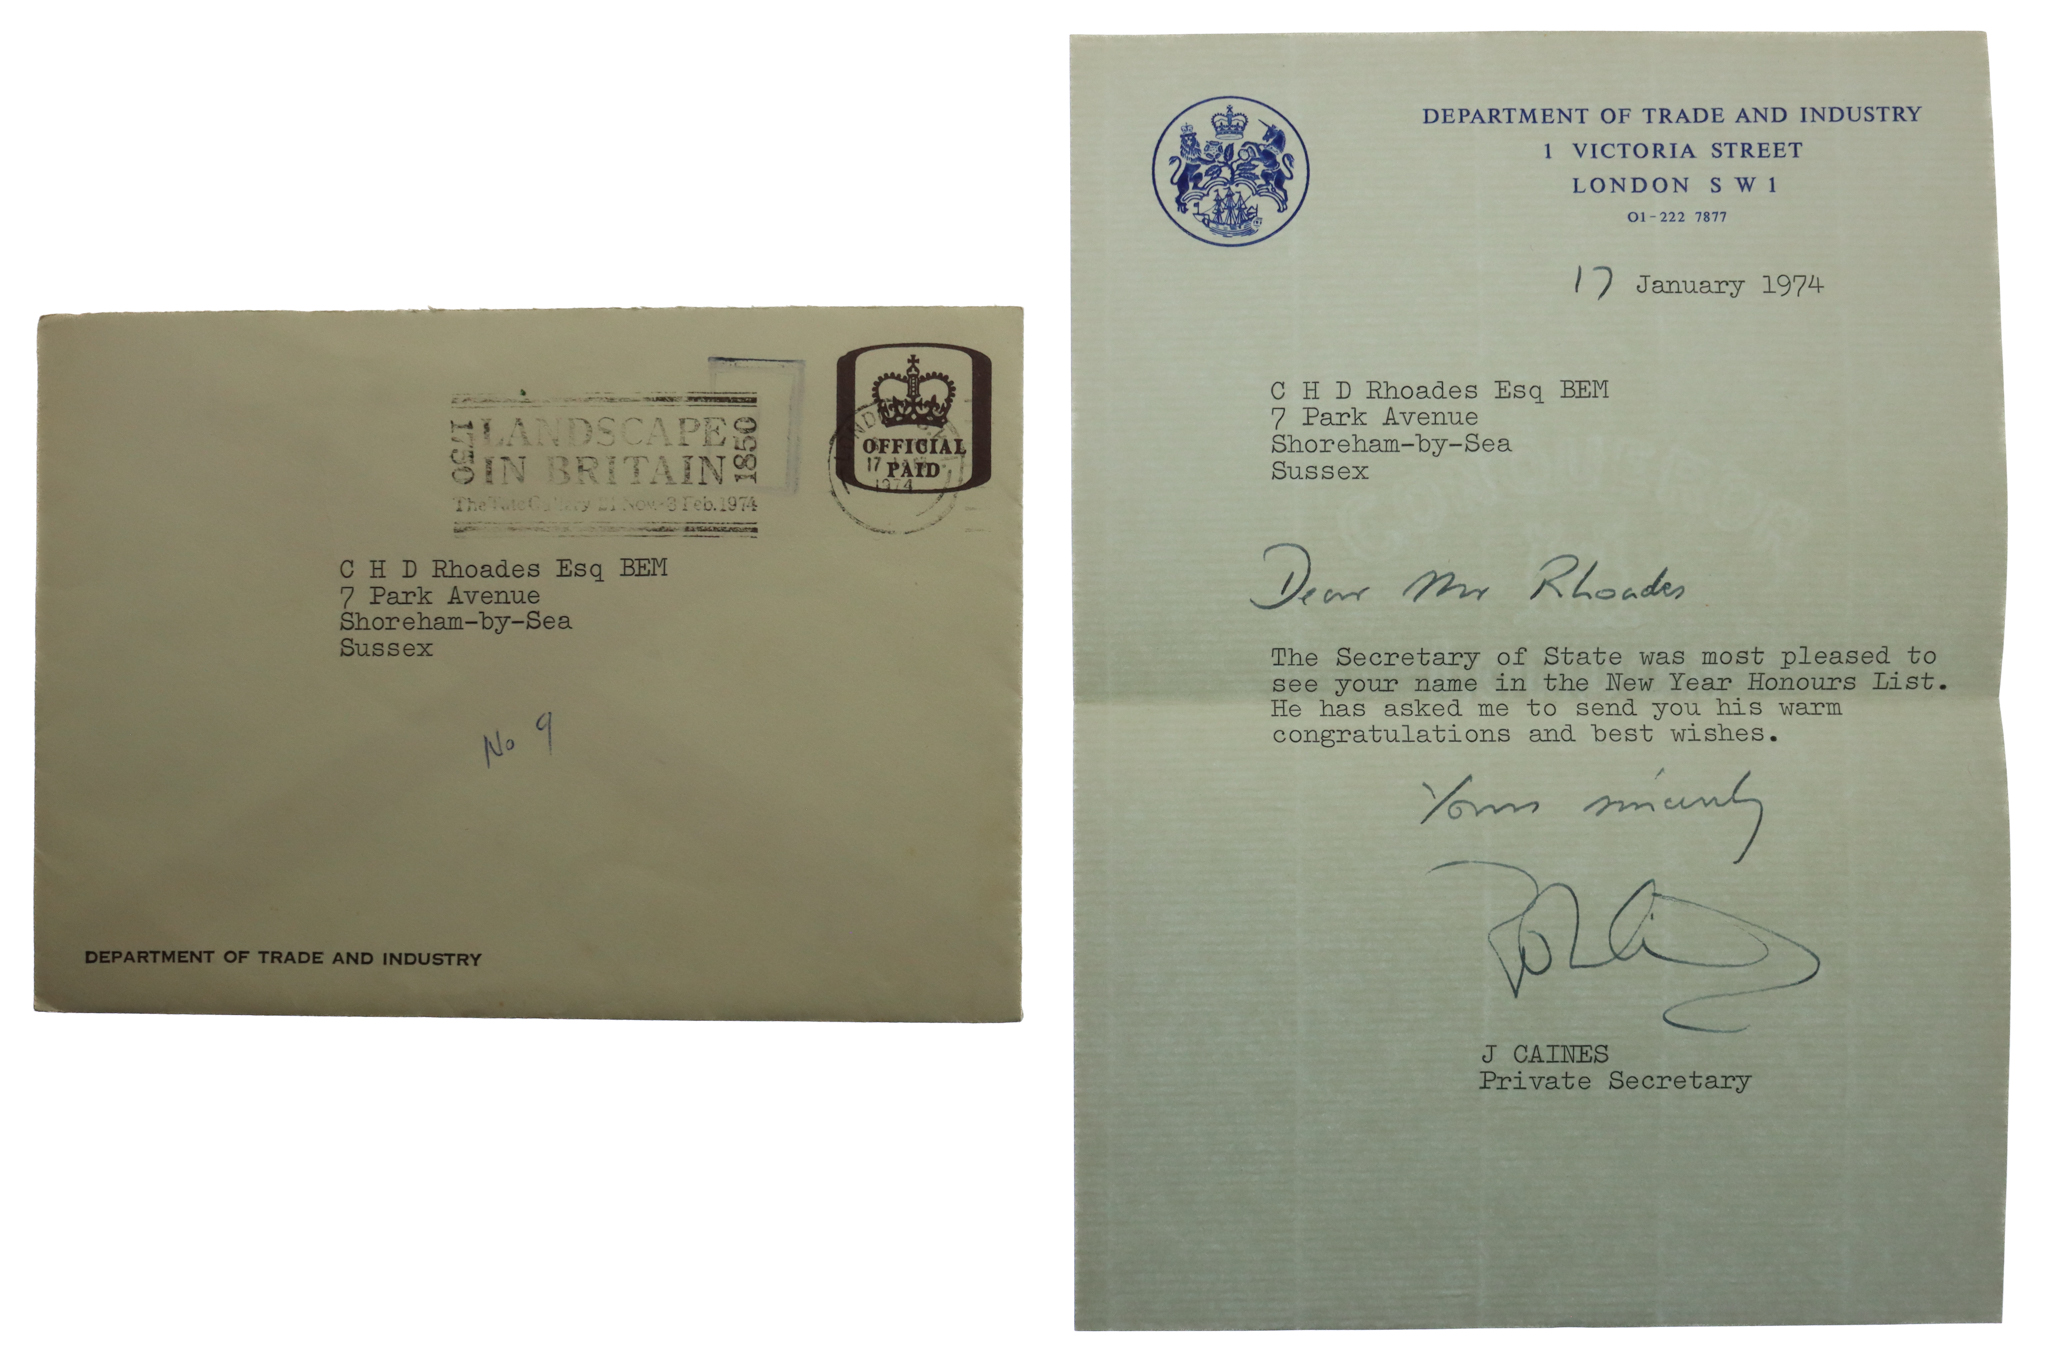 1750
LANDSCAPE
IN BRITAIN
1850
The Tate Gallery 21 Nov.-3 Feb. 1974
OFFICIAL
PAID
17 JAN
1974
C H D Rhoades Esq BEM
7 Park Avenue
Shoreham-by-Sea
Sussex
No 9
DEPARTMENT OF TRADE AND INDUSTRY
DEPARTMENT OF TRADE AND INDUSTRY
1 VICTORIA STREET
LONDON S W 1
01-222 7877
17 January 1974
C H D Rhoades Esq BEM
7 Park Avenue
Shoreham-by-Sea
Sussex
Dear Mr Rhoades
The Secretary of State was most pleased to
see your name in the New Year Honours List.
He has asked me to send you his warm
congratulations and best wishes.
Yours sincerely
J CAINES
Private Secretary